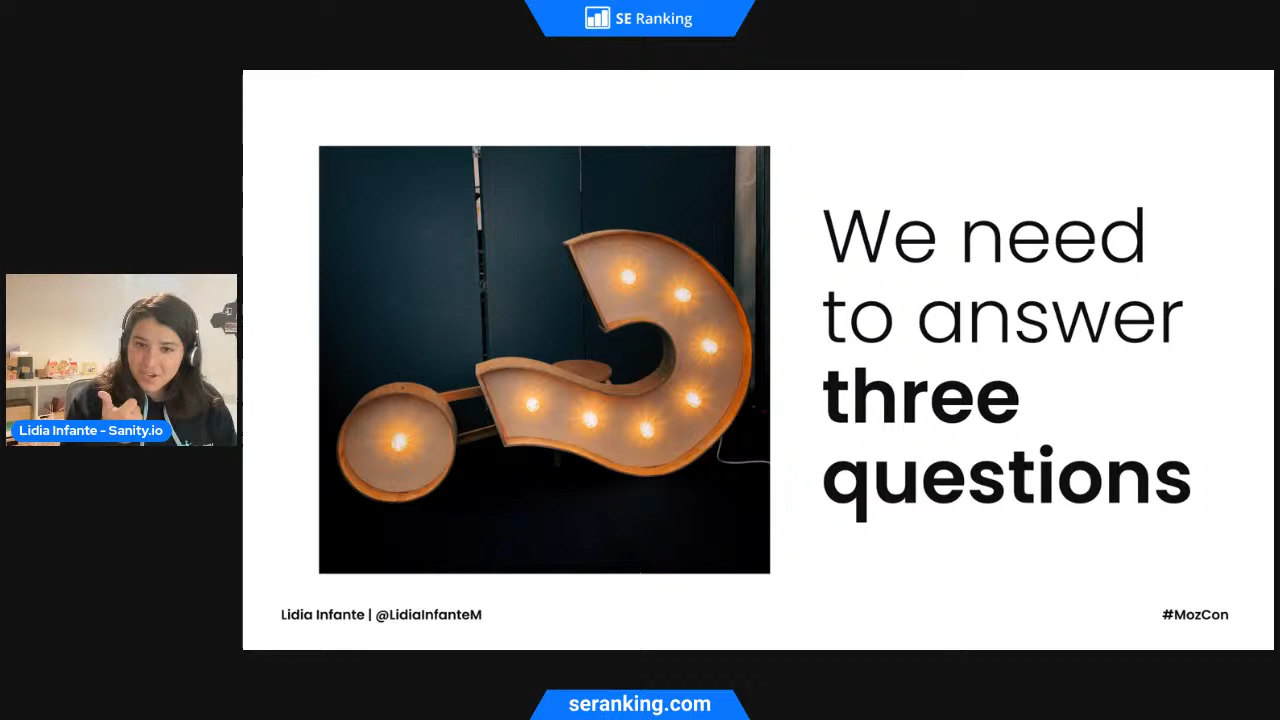 SE Ranking
We need
to answer
three
questions
Lidia Infante - Sanity.io
Lidia Infante | @LidiaInfanteM
#MozCon
seranking.com